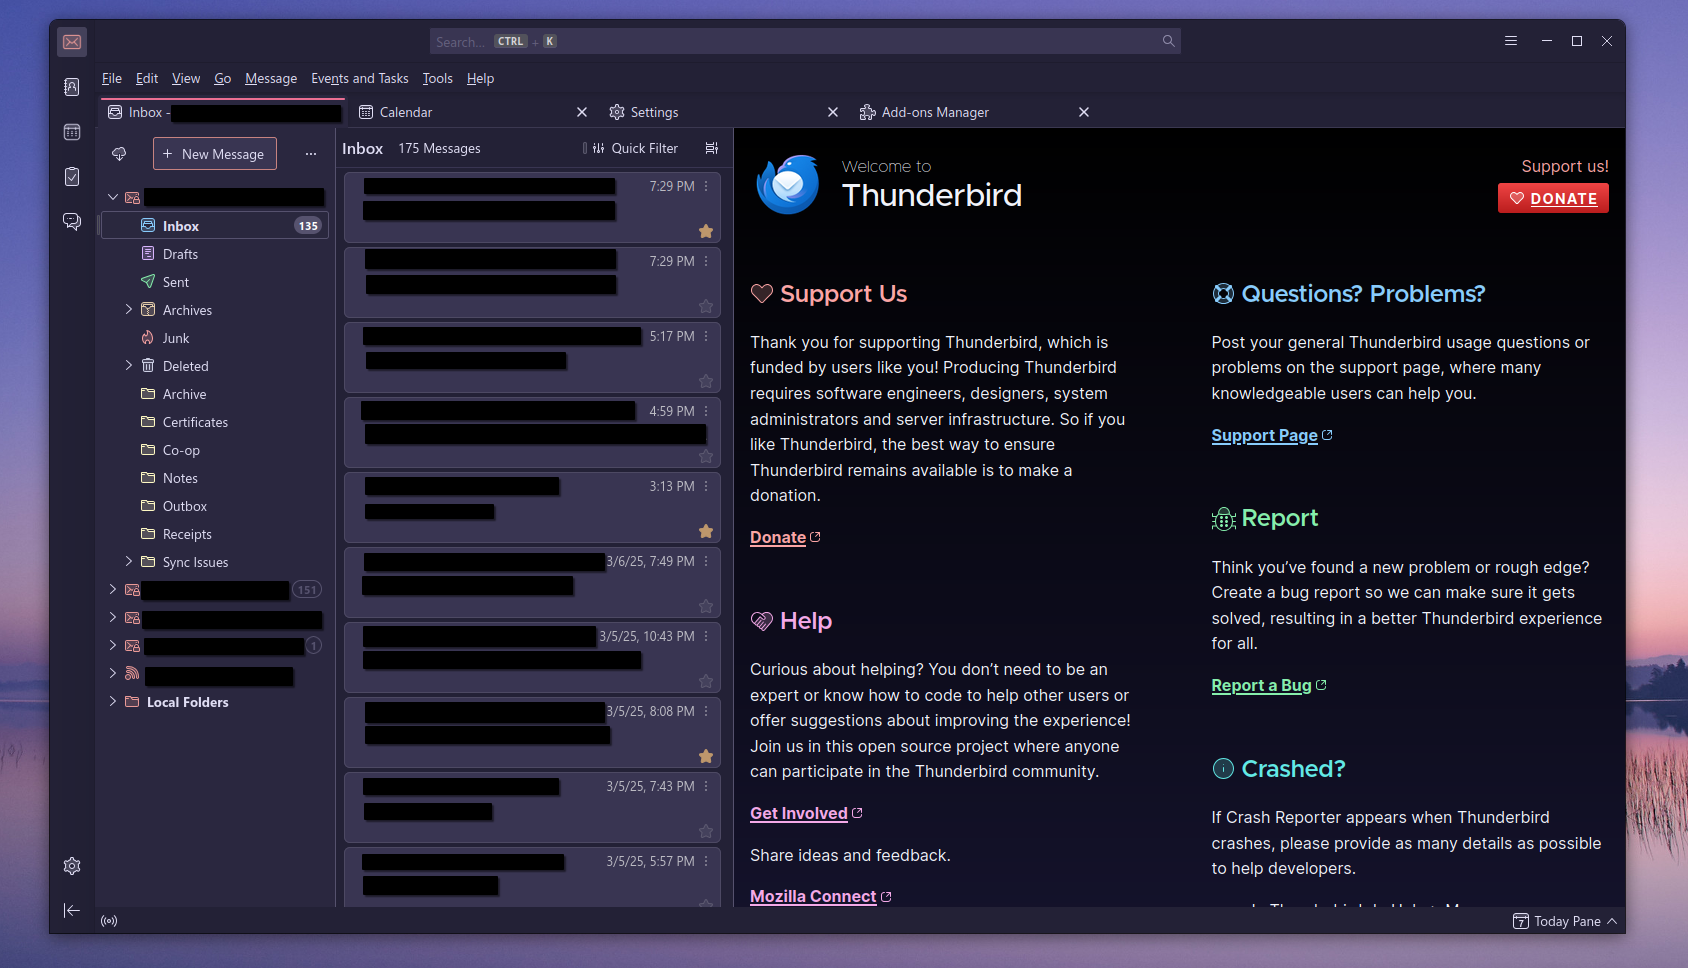 Search... CTRL + K
File Edit View Go Message Events and Tasks Tools Help
Inbox -
Calendar
Settings
Add-ons Manager
+ New Message
Inbox 135
Drafts
Sent
Archives
Junk
Deleted
Archive
Certificates
Co-op
Notes
Outbox
Receipts
Sync Issues
151
1
Local Folders
Inbox 175 Messages Quick Filter
7:29 PM
7:29 PM
5:17 PM
4:59 PM
3:13 PM
3/6/25, 7:49 PM
3/5/25, 10:43 PM
3/5/25, 8:08 PM
3/5/25, 7:43 PM
3/5/25, 5:57 PM
Welcome to
Thunderbird
Support us!
DONATE
Support Us
Thank you for supporting Thunderbird, which is
funded by users like you! Producing Thunderbird
requires software engineers, designers, system
administrators and server infrastructure. So if you
like Thunderbird, the best way to ensure
Thunderbird remains available is to make a
donation.
Donate
Help
Curious about helping? You don’t need to be an
expert or know how to code to help other users or
offer suggestions about improving the experience!
Join us in this open source project where anyone
can participate in the Thunderbird community.
Get Involved
Share ideas and feedback.
Mozilla Connect
Questions? Problems?
Post your general Thunderbird usage questions or
problems on the support page, where many
knowledgeable users can help you.
Support Page
Report
Think you’ve found a new problem or rough edge?
Create a bug report so we can make sure it gets
solved, resulting in a better Thunderbird experience
for all.
Report a Bug
Crashed?
If Crash Reporter appears when Thunderbird
crashes, please provide as many details as possible
to help developers.
7 Today Pane